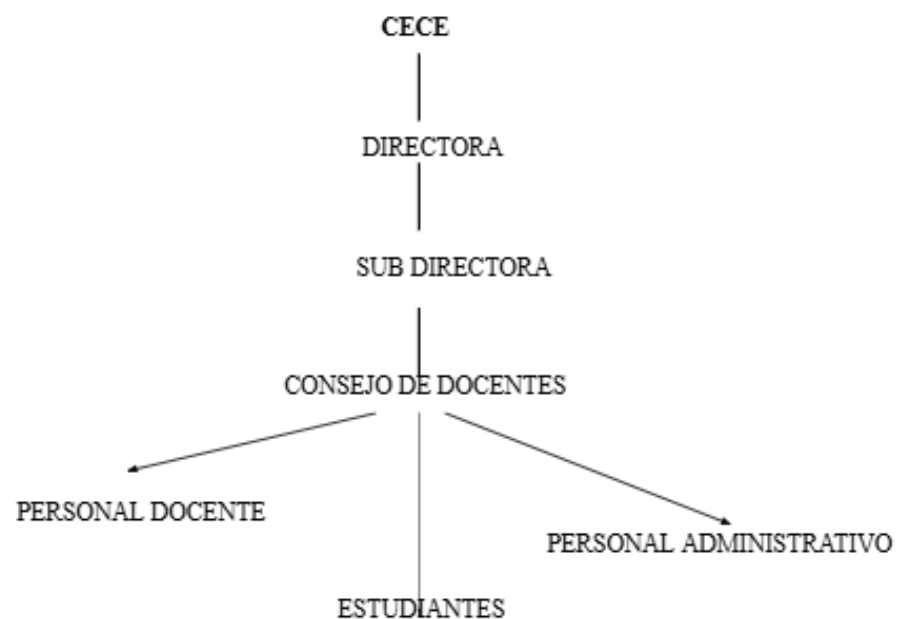 CECE
DIRECTORA
SUB DIRECTORA
CONSEJO DE DOCENTES
PERSONAL DOCENTE
PERSONAL ADMINISTRATIVO
ESTUDIANTES